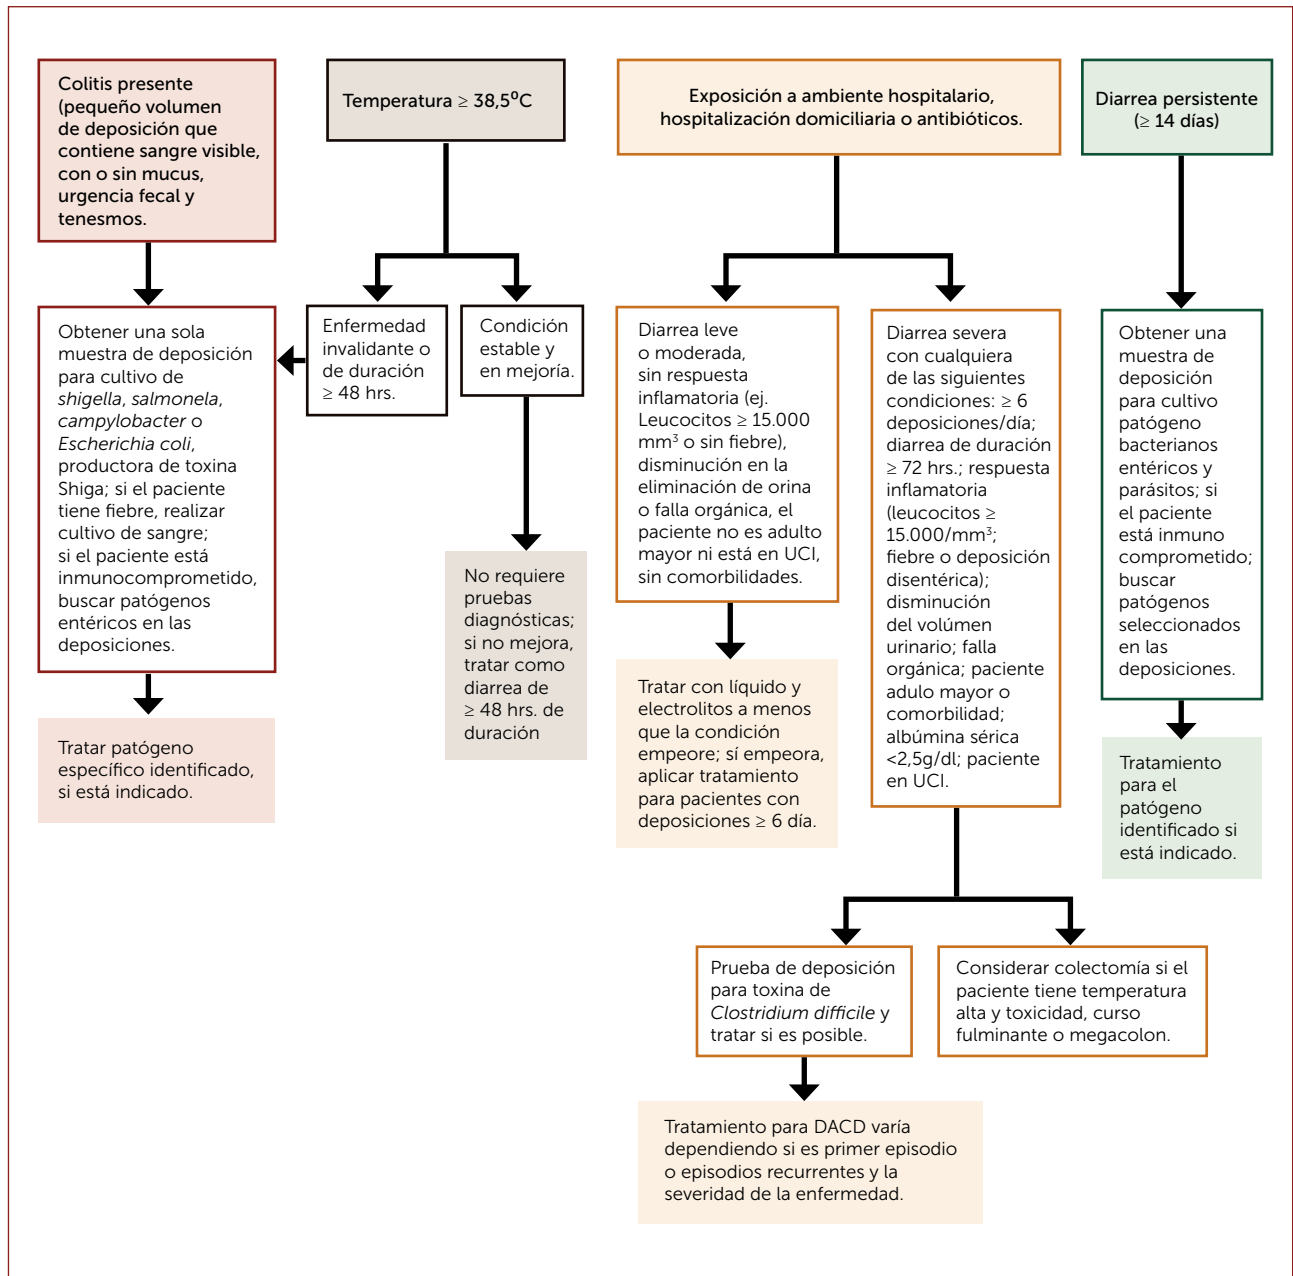 Colitis presente
(pequeño volumen
de deposición que
contiene sangre visible,
con o sin mucus,
urgencia fecal y
tenesmos.
Temperatura ≥ 38,5ºC
Exposición a ambiente hospitalario,
hospitalización domiciliaria o antibióticos.
Diarrea persistente
(≥ 14 días)
Obtener una sola
muestra de deposición
para cultivo de
shigella, salmonela,
campylobacter o
Escherichia coli,
productora de toxina
Shiga; si el paciente
tiene fiebre, realizar
cultivo de sangre;
si el paciente está
inmunocomprometido,
buscar patógenos
entéricos en las
deposiciones.
Enfermedad
invalidante o
de duración
≥ 48 hrs.
Condición
estable y
en mejoría.
Diarrea leve
o moderada,
sin respuesta
inflamatoria (ej.
Leucocitos ≥ 15.000
mm³ o sin fiebre),
disminución en la
eliminación de orina
o falla orgánica, el
paciente no es adulto
mayor ni está en UCI,
sin comorbilidades.
Diarrea severa
con cualquiera
de las siguientes
condiciones: ≥ 6
deposiciones/día;
diarrea de duración
≥ 72 hrs.; respuesta
inflamatoria
(leucocitos ≥
15.000/mm³;
fiebre o deposición
disentérica);
disminución
del volúmen
urinario; falla
orgánica; paciente
adulo mayor o
comorbilidad;
albúmina sérica
<2,5g/dl; paciente
en UCI.
Obtener una
muestra de
deposición
para cultivo
patógeno
bacterianos
entéricos y
parásitos; si
el paciente
está inmuno
comprometido;
buscar
patógenos
seleccionados
en las
deposiciones.
No requiere
pruebas
diagnósticas;
si no mejora,
tratar como
diarrea de
≥ 48 hrs. de
duración
Tratar patógeno
específico identificado,
si está indicado.
Tratar con líquido y
electrolitos a menos
que la condición
empeore; sí empeora,
aplicar tratamiento
para pacientes con
deposiciones ≥ 6 día.
Tratamiento
para el
patógeno
identificado si
está indicado.
Prueba de deposición
para toxina de
Clostridium difficile y
tratar si es posible.
Considerar colectomía si el
paciente tiene temperatura
alta y toxicidad, curso
fulminante o megacolon.
Tratamiento para DACD varía
dependiendo si es primer episodio
o episodios recurrentes y la
severidad de la enfermedad.